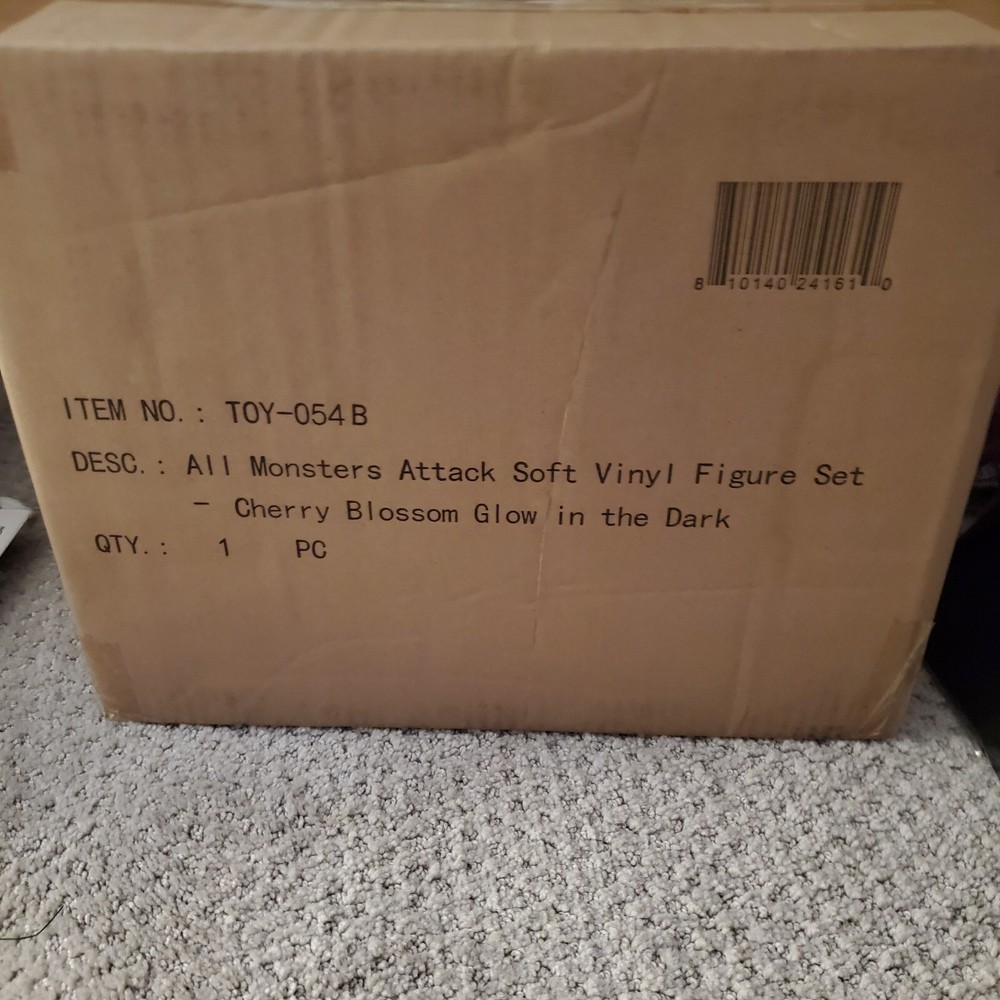 8 10140 24161 0
ITEM NO.: TOY-054B
DESC.: All Monsters Attack Soft Vinyl Figure Set
- Cherry Blossom Glow in the Dark
QTY.: 1 PC